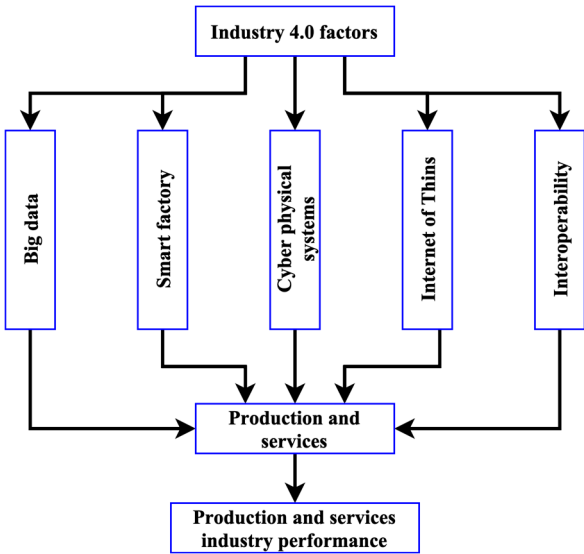 Industry 4.0 factors
Big data
Smart factory
Cyber physical
systems
Internet of Thins
Interoperability
Production and
services
Production and services
industry performance